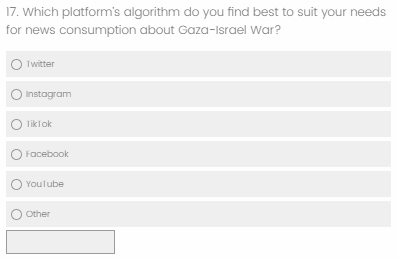 17. Which platform's algorithm do you find best to suit your needs
for news consumption about Gaza-Israel War?
Twitter
Instagram
TikTok
Facebook
YouTube
Other